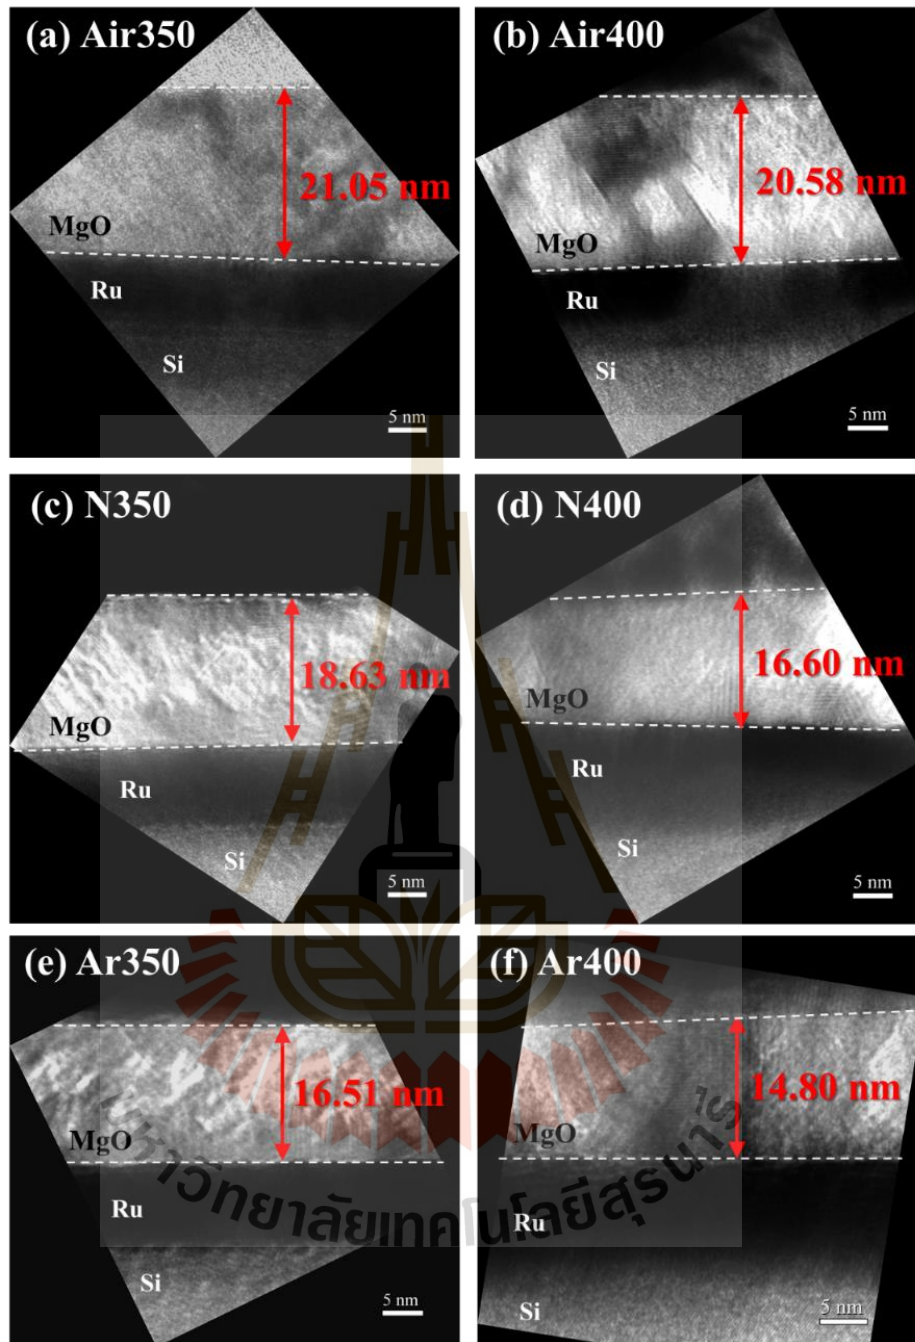 (a) Air350
21.05 nm
MgO
Ru
Si
5 nm
(b) Air400
20.58 nm
MgO
Ru
Si
5 nm
(c) N350
18.63 nm
MgO
Ru
Si
5 nm
(d) N400
16.60 nm
MgO
Ru
Si
5 nm
(e) Ar350
16.51 nm
MgO
Ru
Si
5 nm
(f) Ar400
14.80 nm
MgO
Ru
Si
5 nm
มหาวิทยาลัยเทคโนโลยีสุรนารี